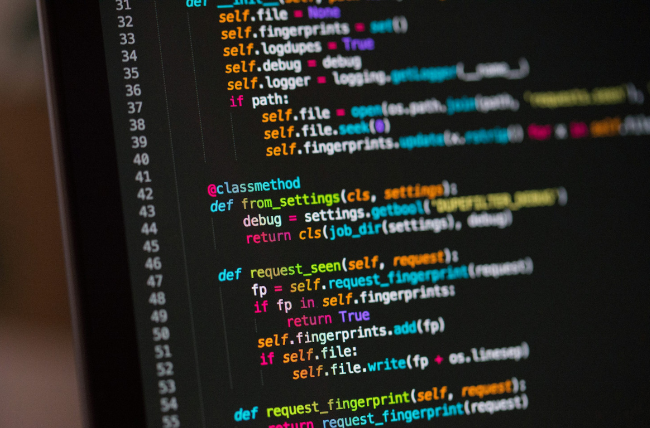 31 def __init__(self,
32 self.file = None
33 self.fingerprints = set()
34 self.logdupes = True
35 self.debug = debug
36 self.logger = logging.getLogger(__name__)
37 if path:
38 self.file = open(os.path.join(path, 'requests.seen'),
39 self.file.seek(0)
40 self.fingerprints.update(x.rstrip() for x in self.file
41
42 @classmethod
43 def from_settings(cls, settings):
44 debug = settings.getbool('DUPEFILTER_DEBUG')
45 return cls(job_dir(settings), debug)
46
47 def request_seen(self, request):
48 fp = self.request_fingerprint(request)
49 if fp in self.fingerprints:
50 return True
51 self.fingerprints.add(fp)
52 if self.file:
53 self.file.write(fp + os.linesep)
54
55 def request_fingerprint(self, request):
return request_fingerprint(request)